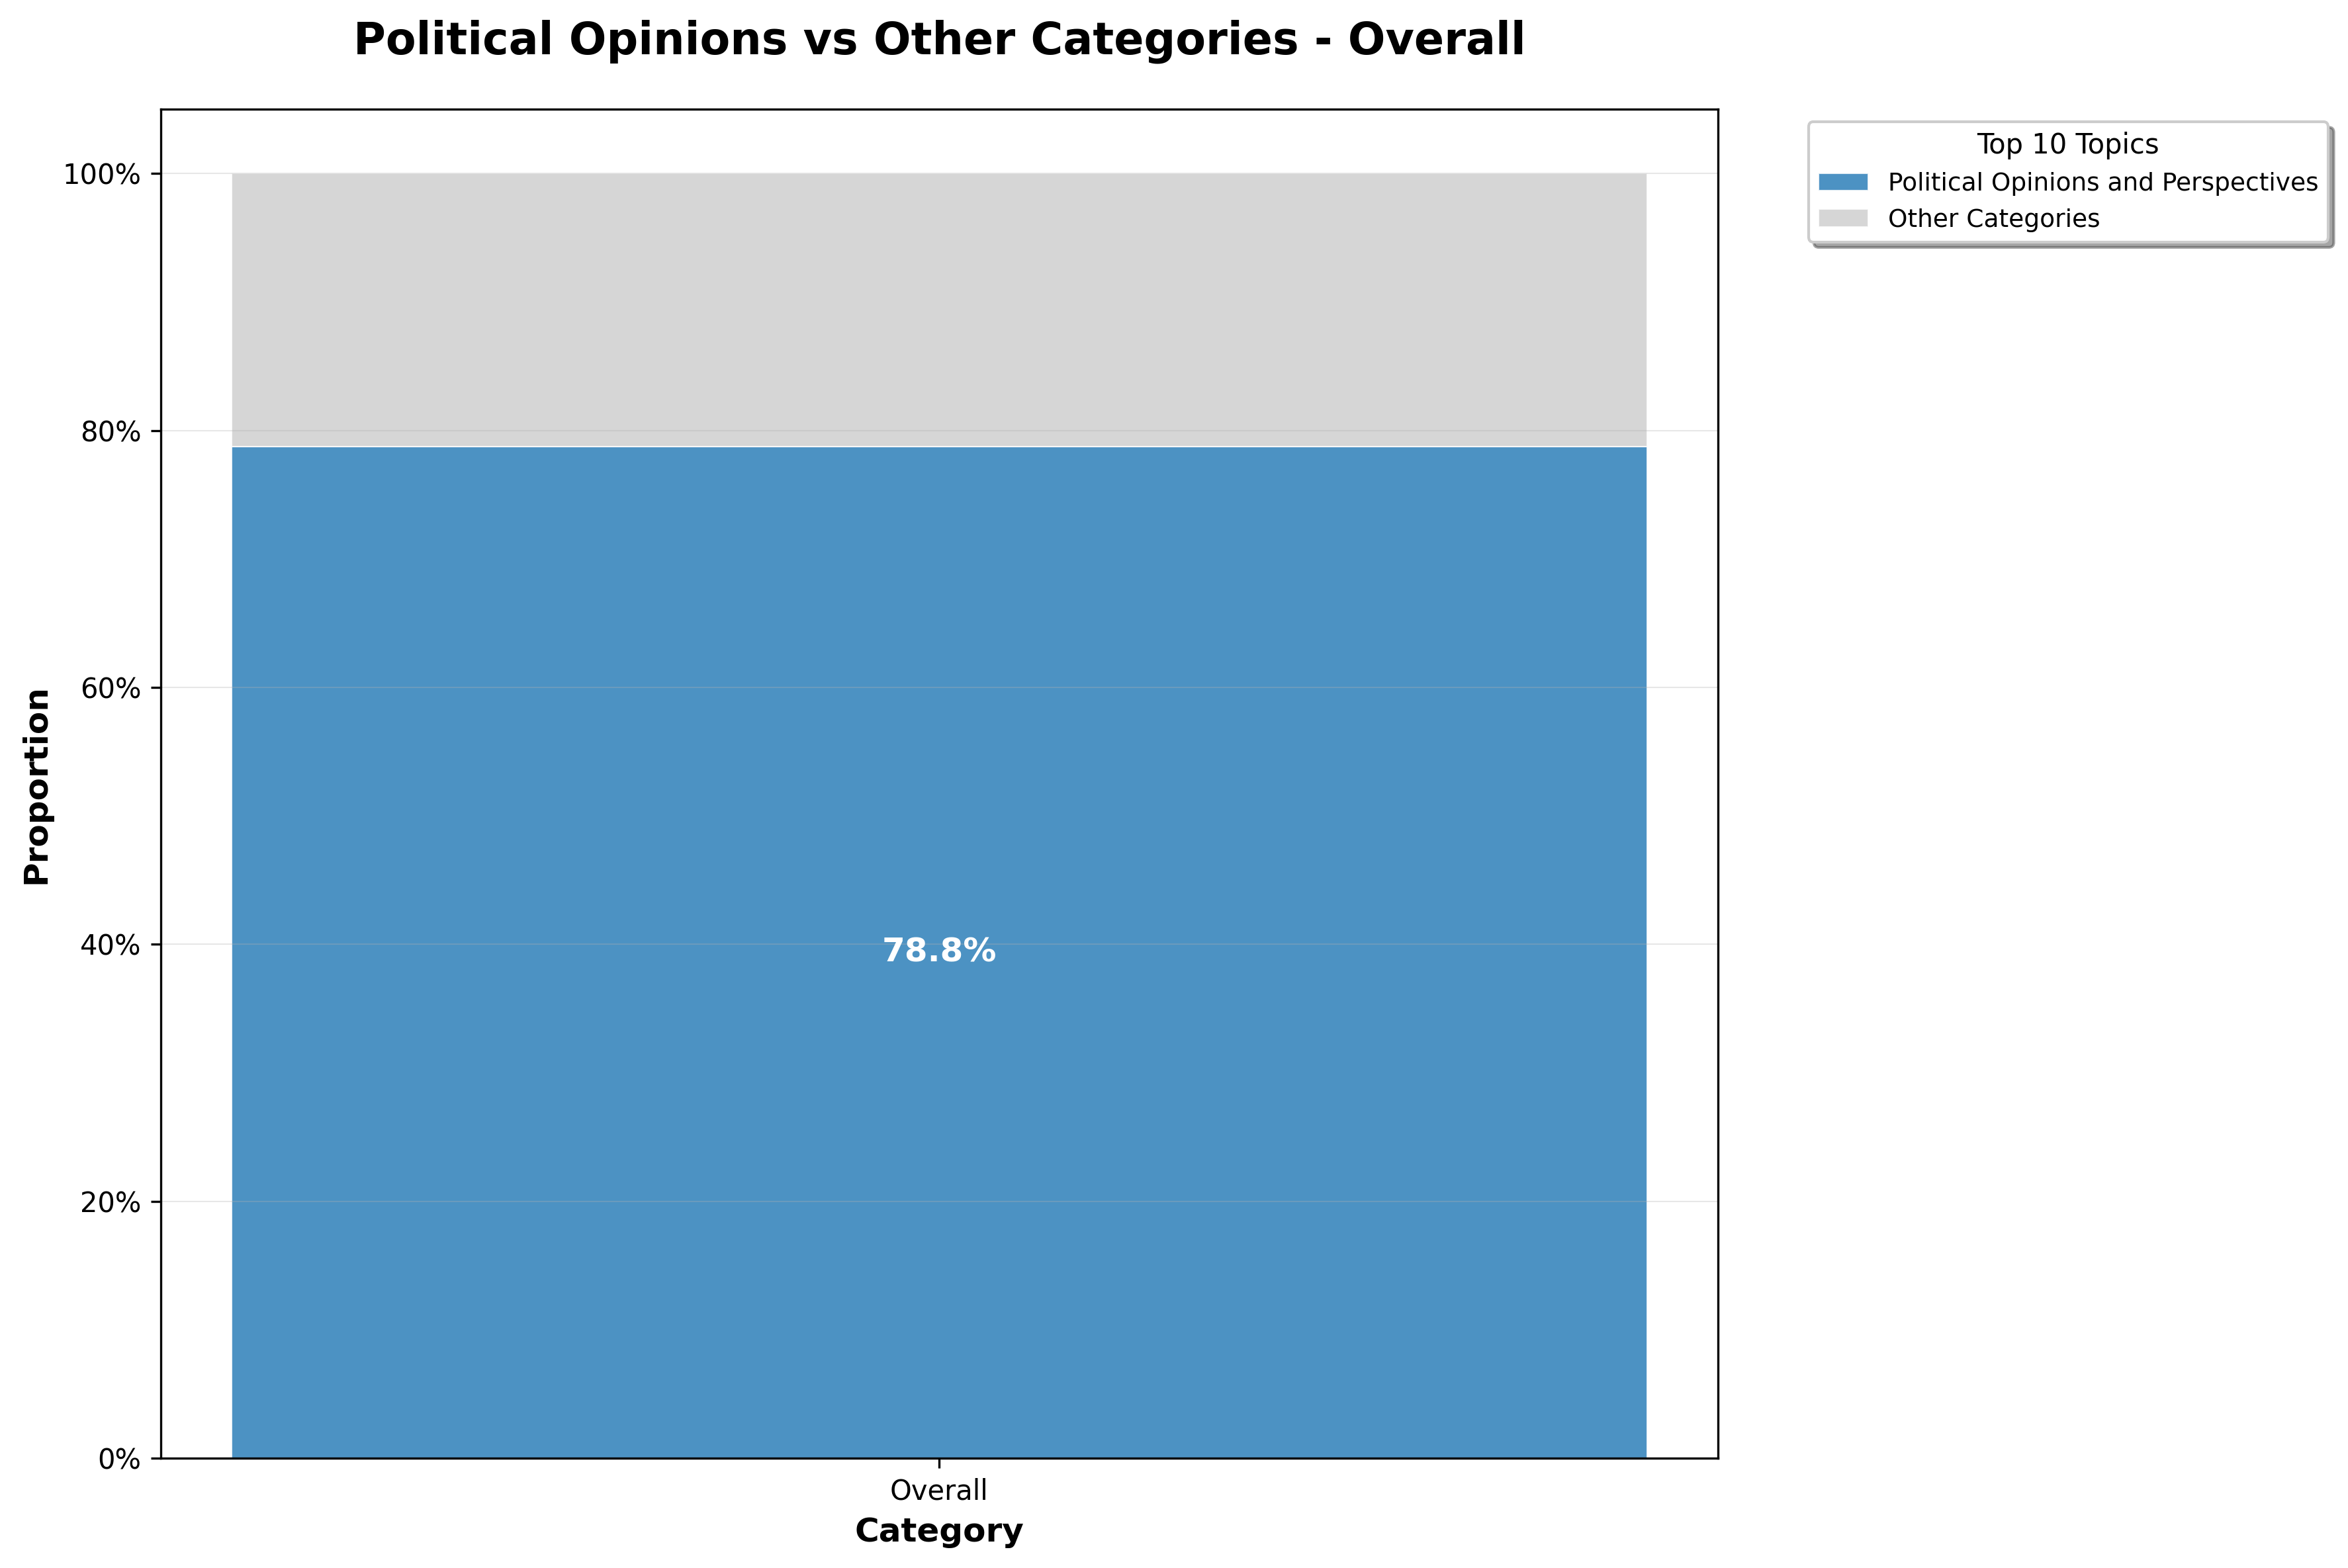 Political Opinions vs Other Categories - Overall
Top 10 Topics
Political Opinions and Perspectives
Other Categories
Proportion
100%
80%
60%
40%
20%
0%
78.8%
Overall
Category